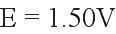 E = 1.50V